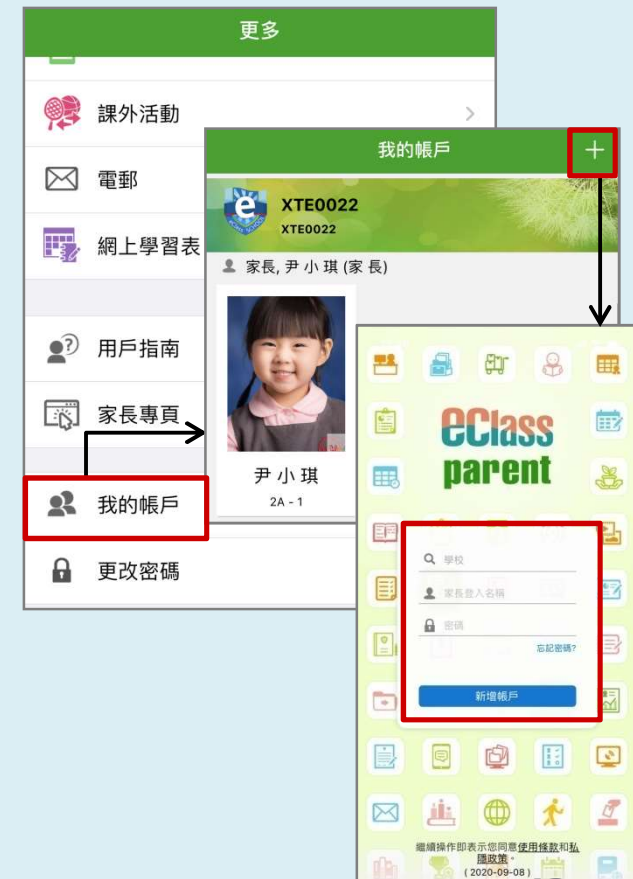 更多
課外活動
電郵
網上學習表
用戶指南
家長專頁
我的帳戶
更改密碼
我的帳戶
XTE0022
XTE0022
家長, 尹 小 琪 (家 長)
尹 小 琪
2A - 1
eClass
parent
學校
家長登入名稱
密碼
忘記密碼?
新增帳戶
繼續操作即表示您同意使用條款和私
隱政策。
( 2020-09-08 )